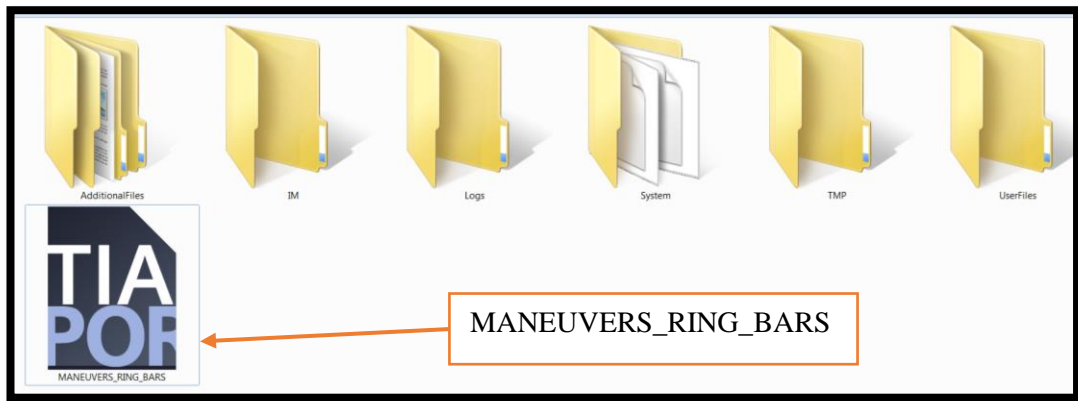 AdditionalFiles
IM
Logs
System
TMP
UserFiles
TIA
POR
MANEUVERS_RING_BARS
MANEUVERS_RING_BARS